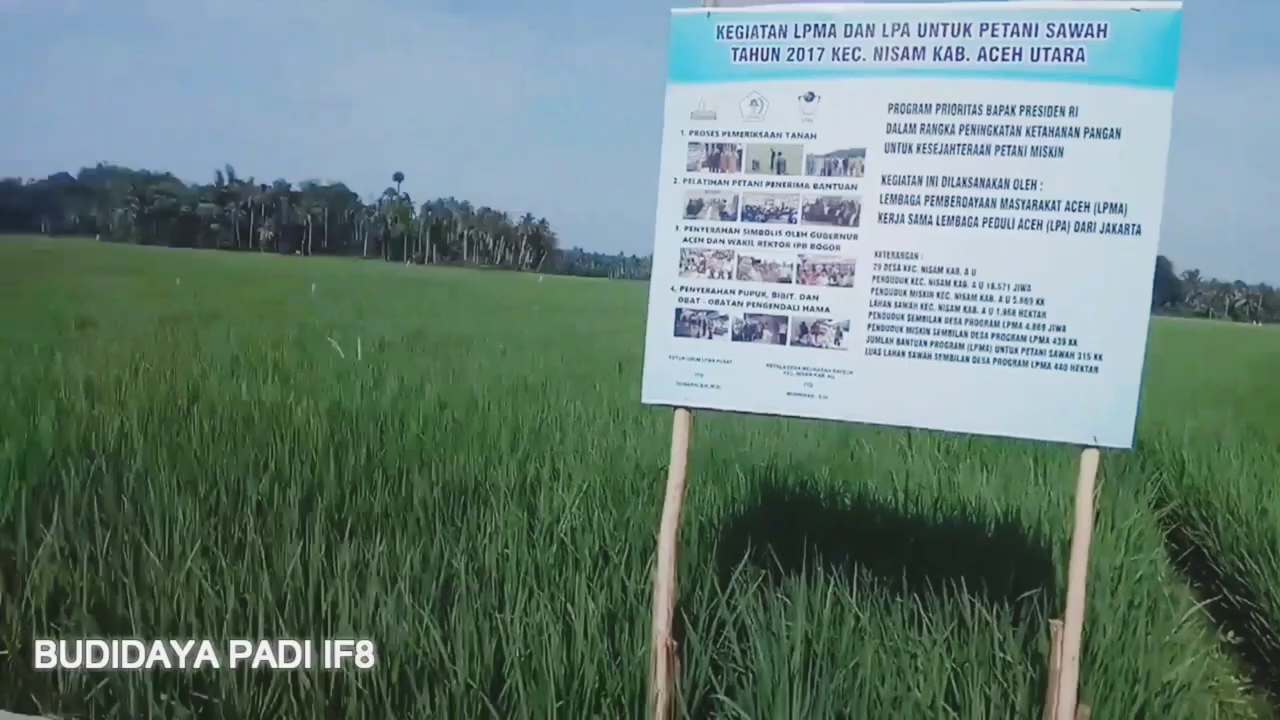 KEGIATAN LPMA DAN LPA UNTUK PETANI SAWAH
TAHUN 2017 KEC. NISAM KAB. ACEH UTARA
1. PROSES PEMERIKSAAN TANAH
2. PELATIHAN PETANI PENERIMA BANTUAN
3. PENYERAHAN SIMBOLIS OLEH GUBERNUR
ACEH DAN WAKIL REKTOR IPB BOGOR
4. PENYERAHAN PUPUK, BIBIT, DAN
OBAT - OBATAN PENGENDALI HAMA
PROGRAM PRIORITAS BAPAK PRESIDEN RI
DALAM RANGKA PENINGKATAN KETAHANAN PANGAN
UNTUK KESEJAHTERAAN PETANI MISKIN
KEGIATAN INI DILAKSANAKAN OLEH :
LEMBAGA PEMBERDAYAAN MASYARAKAT ACEH (LPMA)
KERJA SAMA LEMBAGA PEDULI ACEH (LPA) DARI JAKARTA
KETERANGAN :
29 DESA KEC. NISAM KAB. A U
PENDUDUK KEC. NISAM KAB. A U 18.571 JIWA
PENDUDUK MISKIN KEC. NISAM KAB. A U 5.669 KK
LAHAN SAWAH KEC. NISAM KAB. A U 1.968 HEKTAR
PENDUDUK SEMBILAN DESA PROGRAM LPMA 4.869 JIWA
PENDUDUK MISKIN SEMBILAN DESA PROGRAM LPMA 439 KK
JUMLAH BANTUAN PROGRAM (LPMA) UNTUK PETANI SAWAH 315 KK
LUAS LAHAN SAWAH SEMBILAN DESA PROGRAM LPMA 440 HEKTAR
BUDIDAYA PADI IF8